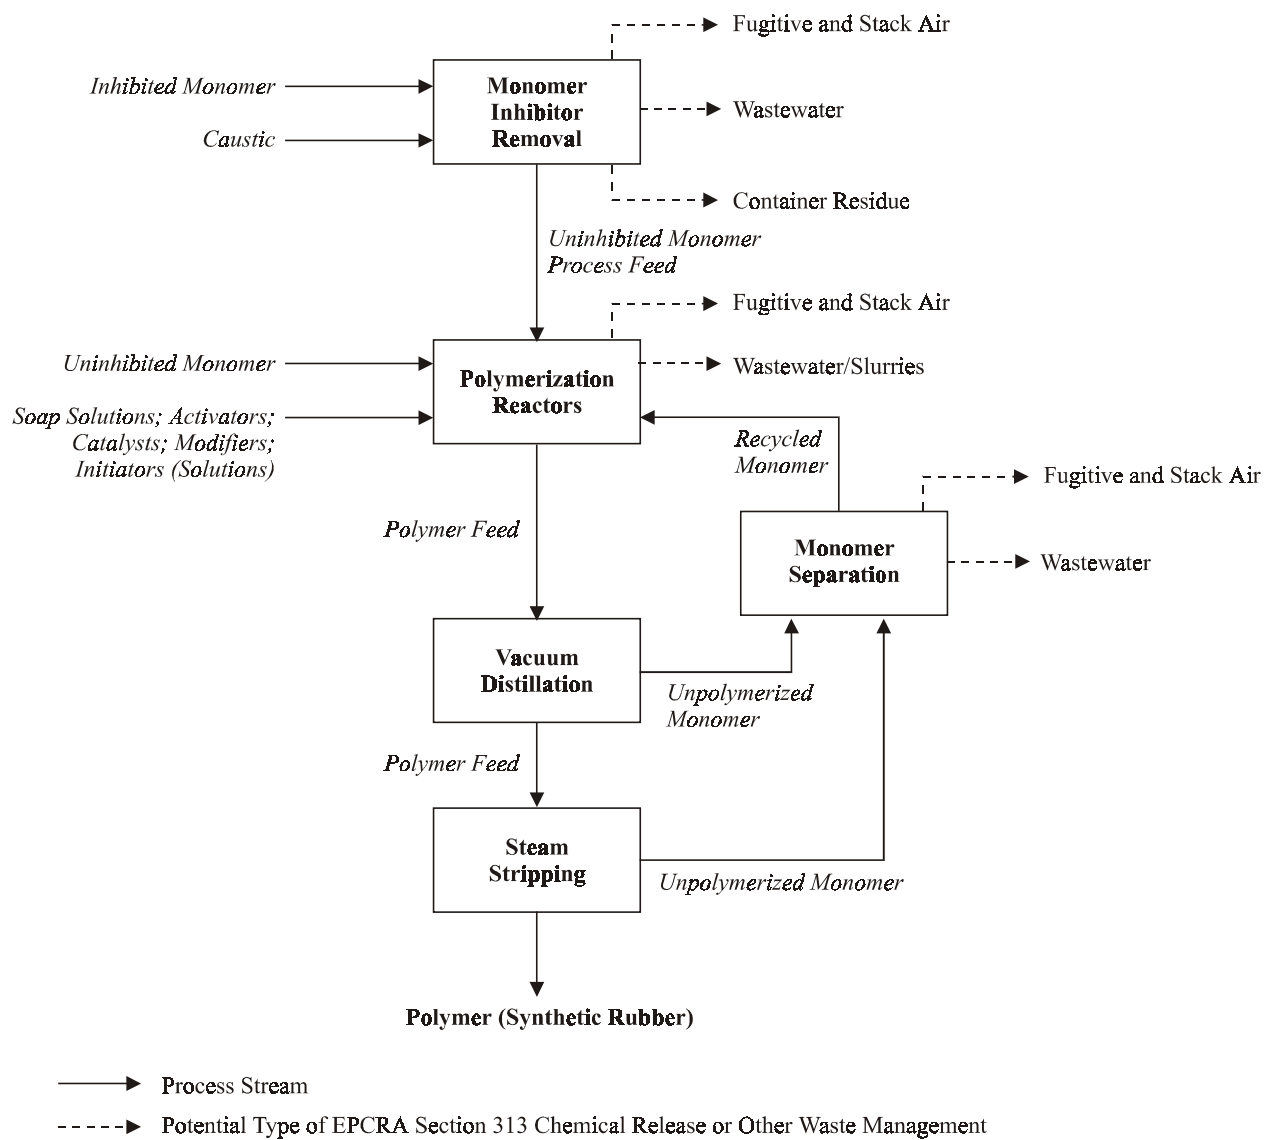 Fugitive and Stack Air
Inhibited Monomer
Monomer
Inhibitor
Removal
Wastewater
Caustic
Container Residue
Uninhibited Monomer
Process Feed
Fugitive and Stack Air
Uninhibited Monomer
Wastewater/Slurries
Polymerization
Reactors
Soap Solutions; Activators;
Catalysts; Modifiers;
Initiators (Solutions)
Recycled
Monomer
Fugitive and Stack Air
Polymer Feed
Monomer
Separation
Wastewater
Vacuum
Distillation
Unpolymerized
Monomer
Polymer Feed
Steam
Stripping
Unpolymerized Monomer
Polymer (Synthetic Rubber)
Process Stream
Potential Type of EPCRA Section 313 Chemical Release or Other Waste Management